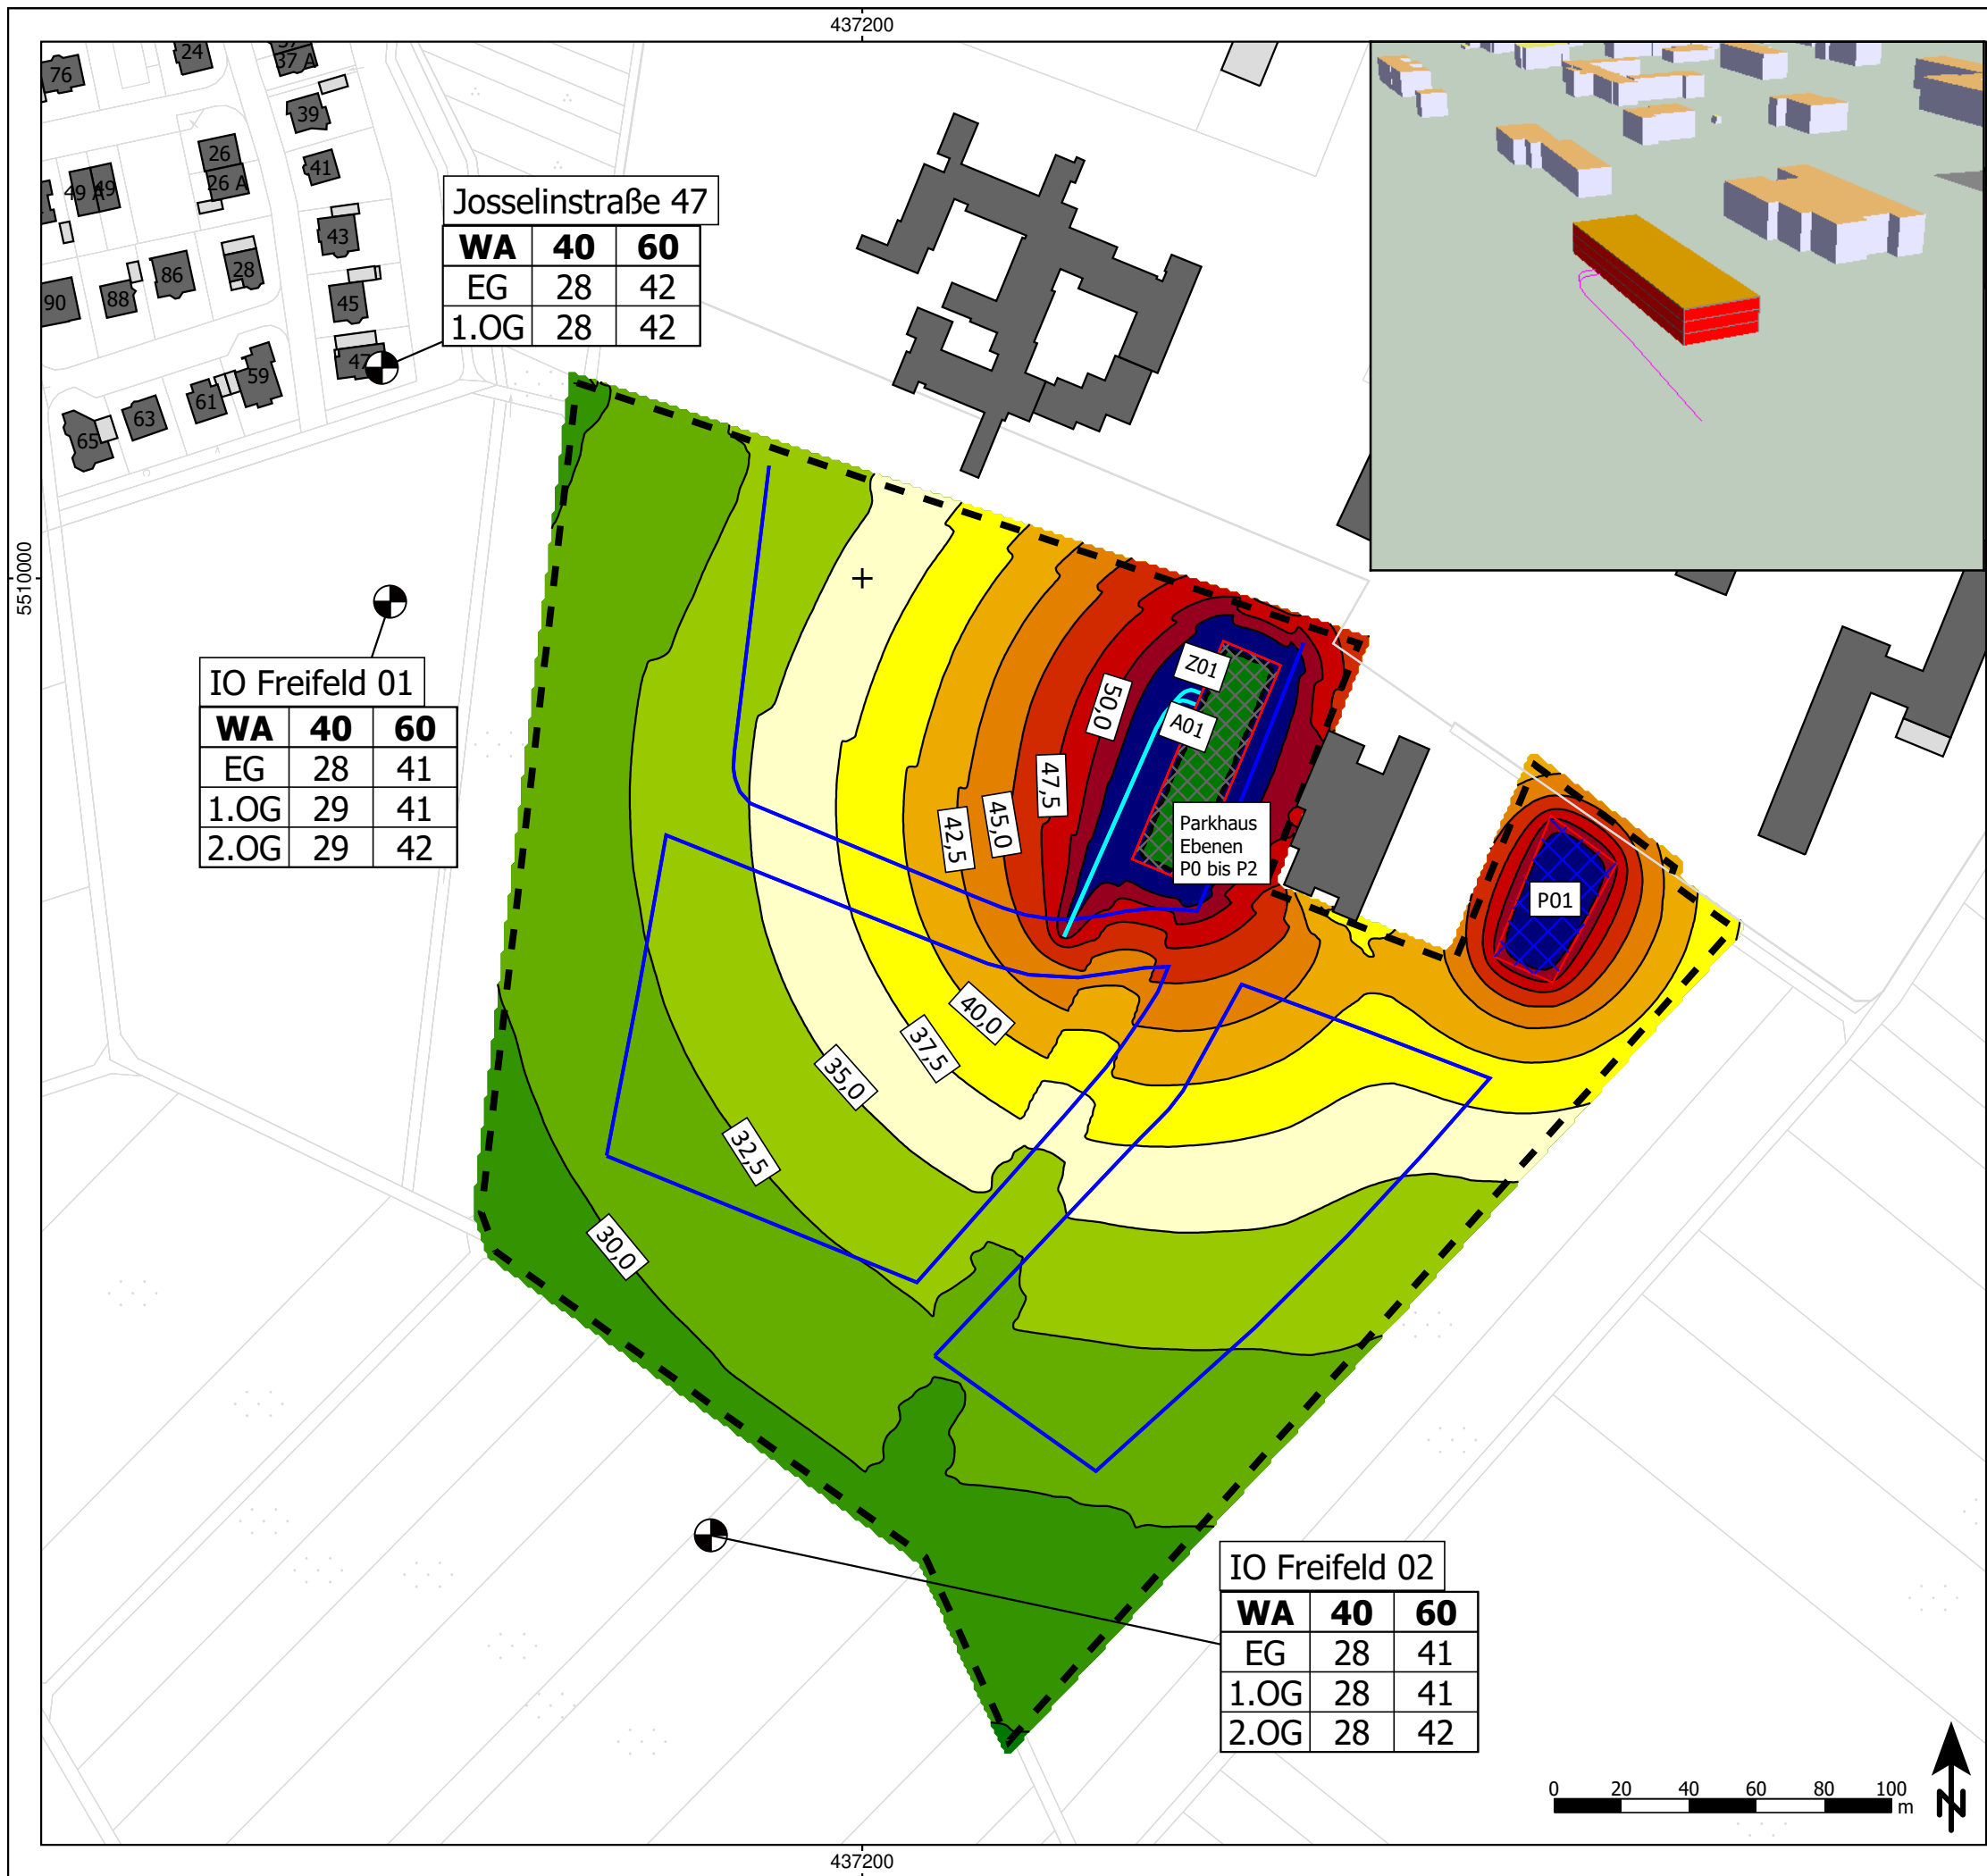 437200
5510000
76
24
37 A
39
26
26 A
41
49 A
49
43
86
28
88
90
45
47
59
61
63
65
Josselinstraße 47
WA 40 60
EG 28 42
1.OG 28 42
IO Freifeld 01
WA 40 60
EG 28 41
1.OG 29 41
2.OG 29 42
Z01
50,0
A01
47,5
45,0
42,5
Parkhaus
Ebenen
P0 bis P2
P01
40,0
37,5
35,0
32,5
30,0
IO Freifeld 02
WA 40 60
EG 28 41
1.OG 28 41
2.OG 28 42
0 20 40 60 80 100
m
N
437200